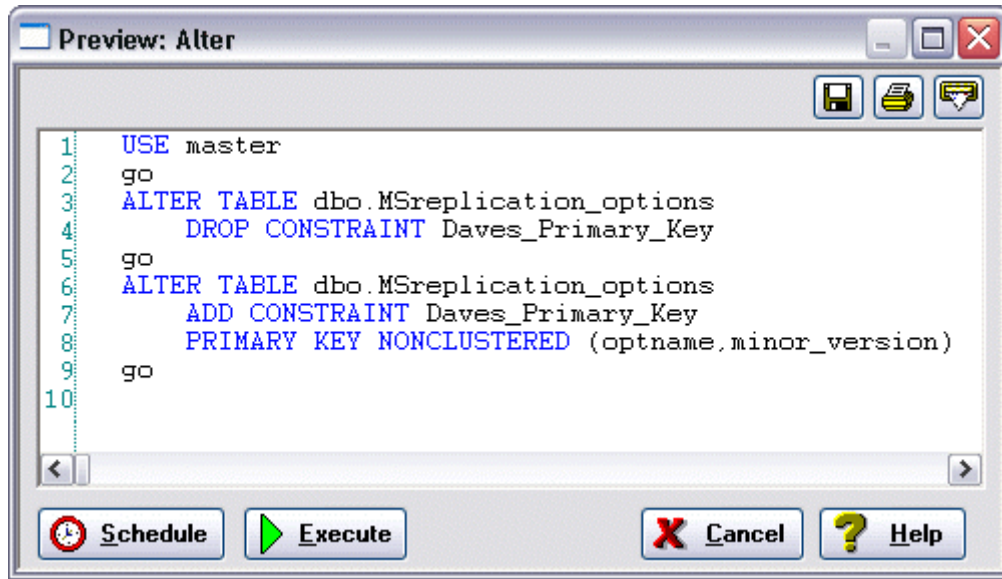 Preview: Alter
1 USE master
2 go
3 ALTER TABLE dbo.MSreplication_options
4 DROP CONSTRAINT Daves_Primary_Key
5 go
6 ALTER TABLE dbo.MSreplication_options
7 ADD CONSTRAINT Daves_Primary_Key
8 PRIMARY KEY NONCLUSTERED (optname,minor_version)
9 go
10
Schedule Execute Cancel Help